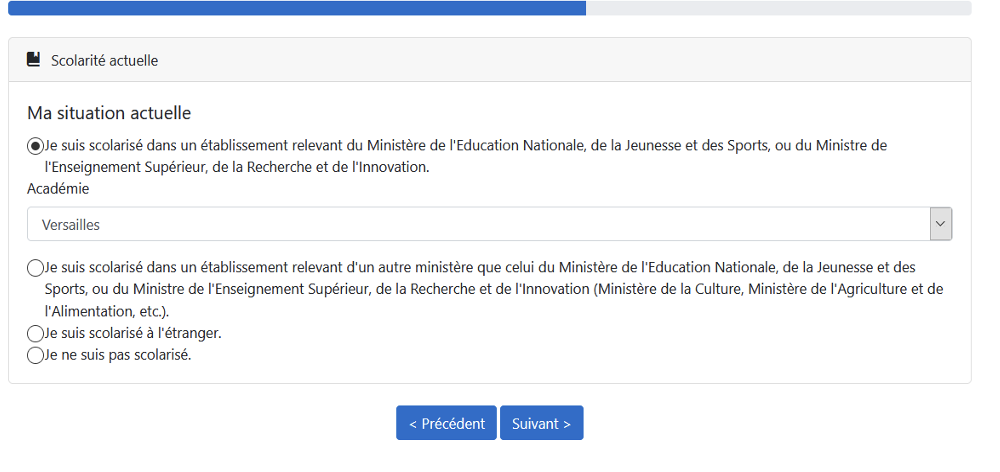 Scolarité actuelle
Ma situation actuelle
Je suis scolarisé dans un établissement relevant du Ministère de l'Education Nationale, de la Jeunesse et des Sports, ou du Ministre de
l'Enseignement Supérieur, de la Recherche et de l'Innovation.
Académie
Versailles
Je suis scolarisé dans un établissement relevant d'un autre ministère que celui du Ministère de l'Education Nationale, de la Jeunesse et des
Sports, ou du Ministre de l'Enseignement Supérieur, de la Recherche et de l'Innovation (Ministère de la Culture, Ministère de l'Agriculture et de
l'Alimentation, etc.).
Je suis scolarisé à l'étranger.
Je ne suis pas scolarisé.
< Précédent Suivant >